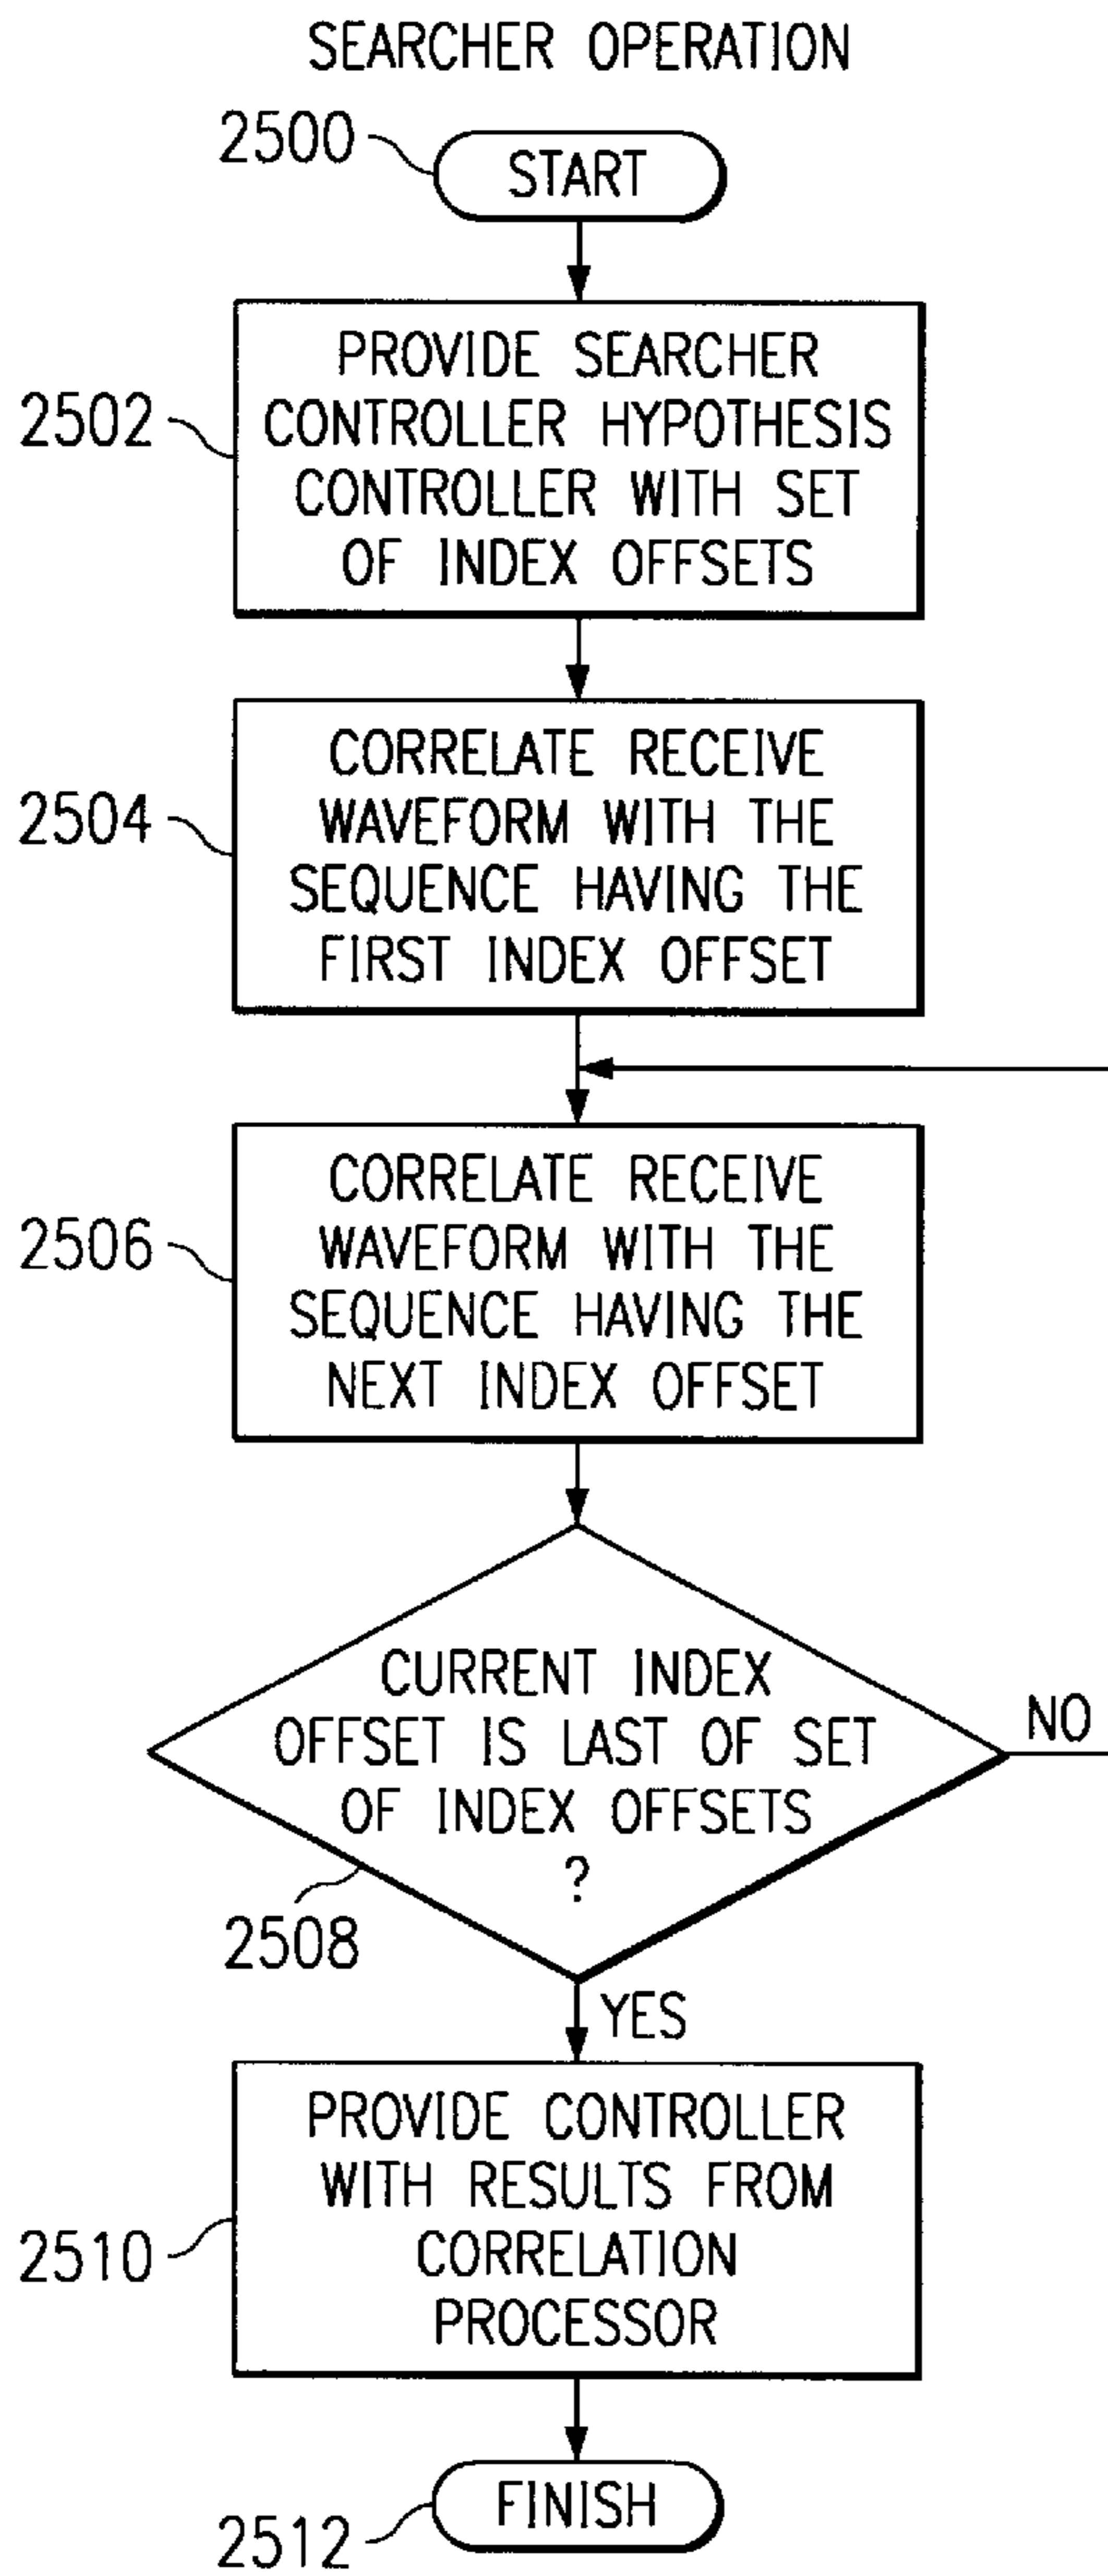 SEARCHER OPERATION
2500
START
2502
PROVIDE SEARCHER
CONTROLLER HYPOTHESIS
CONTROLLER WITH SET
OF INDEX OFFSETS
2504
CORRELATE RECEIVE
WAVEFORM WITH THE
SEQUENCE HAVING THE
FIRST INDEX OFFSET
2506
CORRELATE RECEIVE
WAVEFORM WITH THE
SEQUENCE HAVING THE
NEXT INDEX OFFSET
CURRENT INDEX
OFFSET IS LAST OF SET
OF INDEX OFFSETS
?
NO
2508
YES
2510
PROVIDE CONTROLLER
WITH RESULTS FROM
CORRELATION
PROCESSOR
2512
FINISH